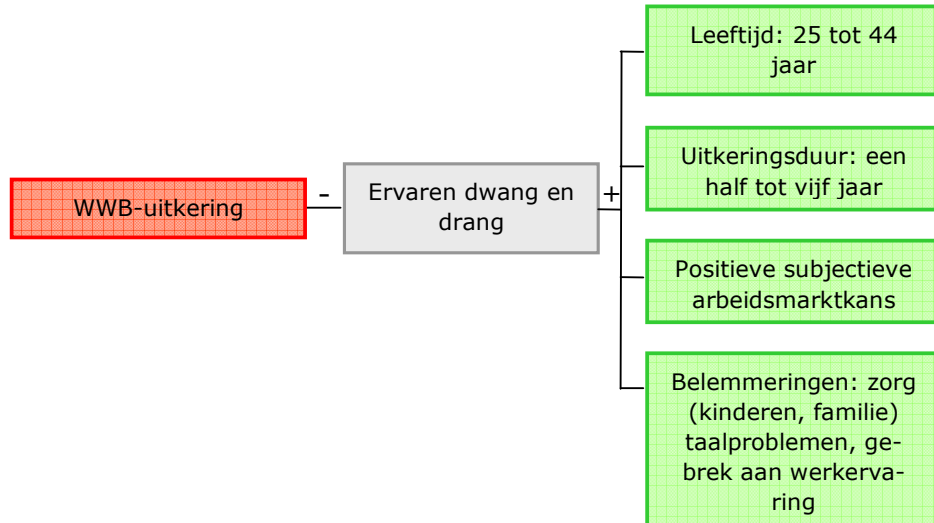 WWB-uitkering
-
Ervaren dwang en
drang
+
Leeftijd: 25 tot 44
jaar
Uitkeringsduur: een
half tot vijf jaar
Positieve subjectieve
arbeidsmarktkans
Belemmeringen: zorg
(kinderen, familie)
taalproblemen, ge-
brek aan werkerva-
ring